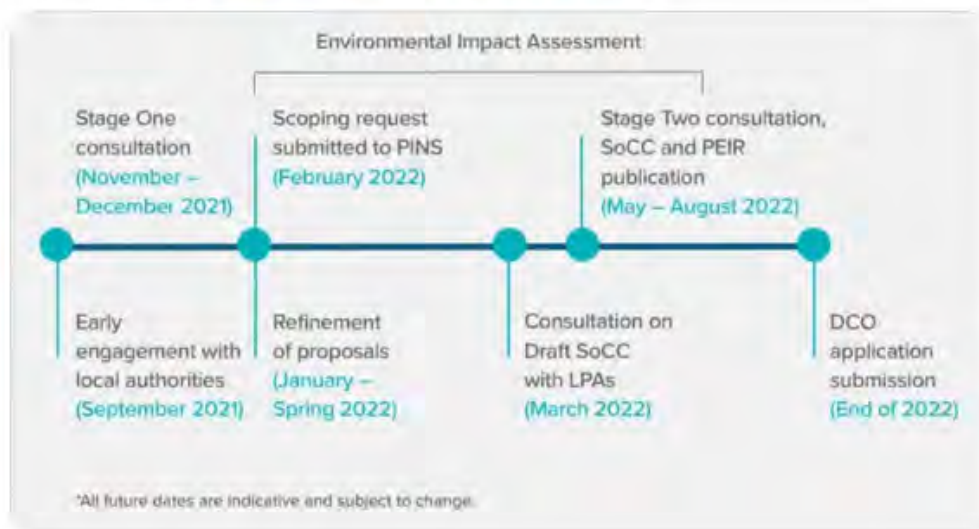 Environmental Impact Assessment
Stage One
consultation
(November –
December 2021)
Scoping request
submitted to PINS
(February 2022)
Stage Two consultation,
SoCC and PEIR
publication
(May – August 2022)
Early
engagement with
local authorities
(September 2021)
Refinement
of proposals
(January –
Spring 2022)
Consultation on
Draft SoCC
with LPAs
(March 2022)
DCO
application
submission
(End of 2022)
*All future dates are indicative and subject to change.